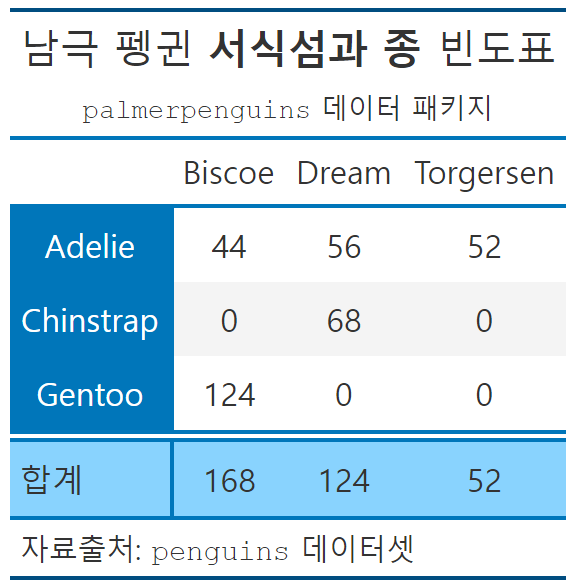 남극 펭귄 서식섬과 종 빈도표
palmerpenguins 데이터 패키지
Biscoe Dream Torgersen
Adelie 44 56 52
Chinstrap 0 68 0
Gentoo 124 0 0
합계 168 124 52
자료출처: penguins 데이터셋